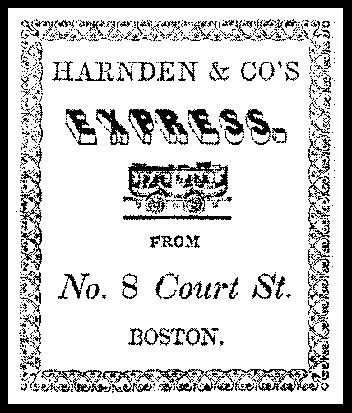 HARNDEN & CO'S
EXPRESS.
FROM
No. 8 Court St.
BOSTON.